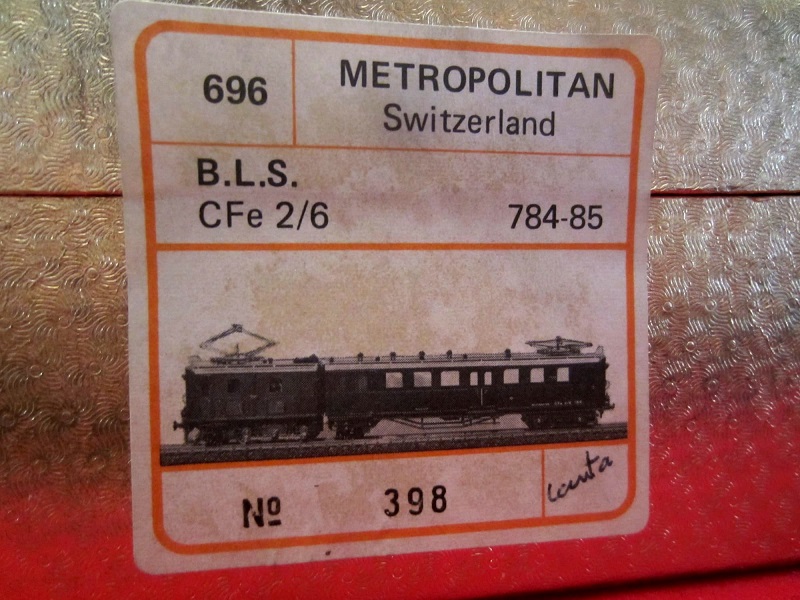 696
METROPOLITAN
Switzerland
B.L.S.
CFe 2/6 784-85
Nº 398